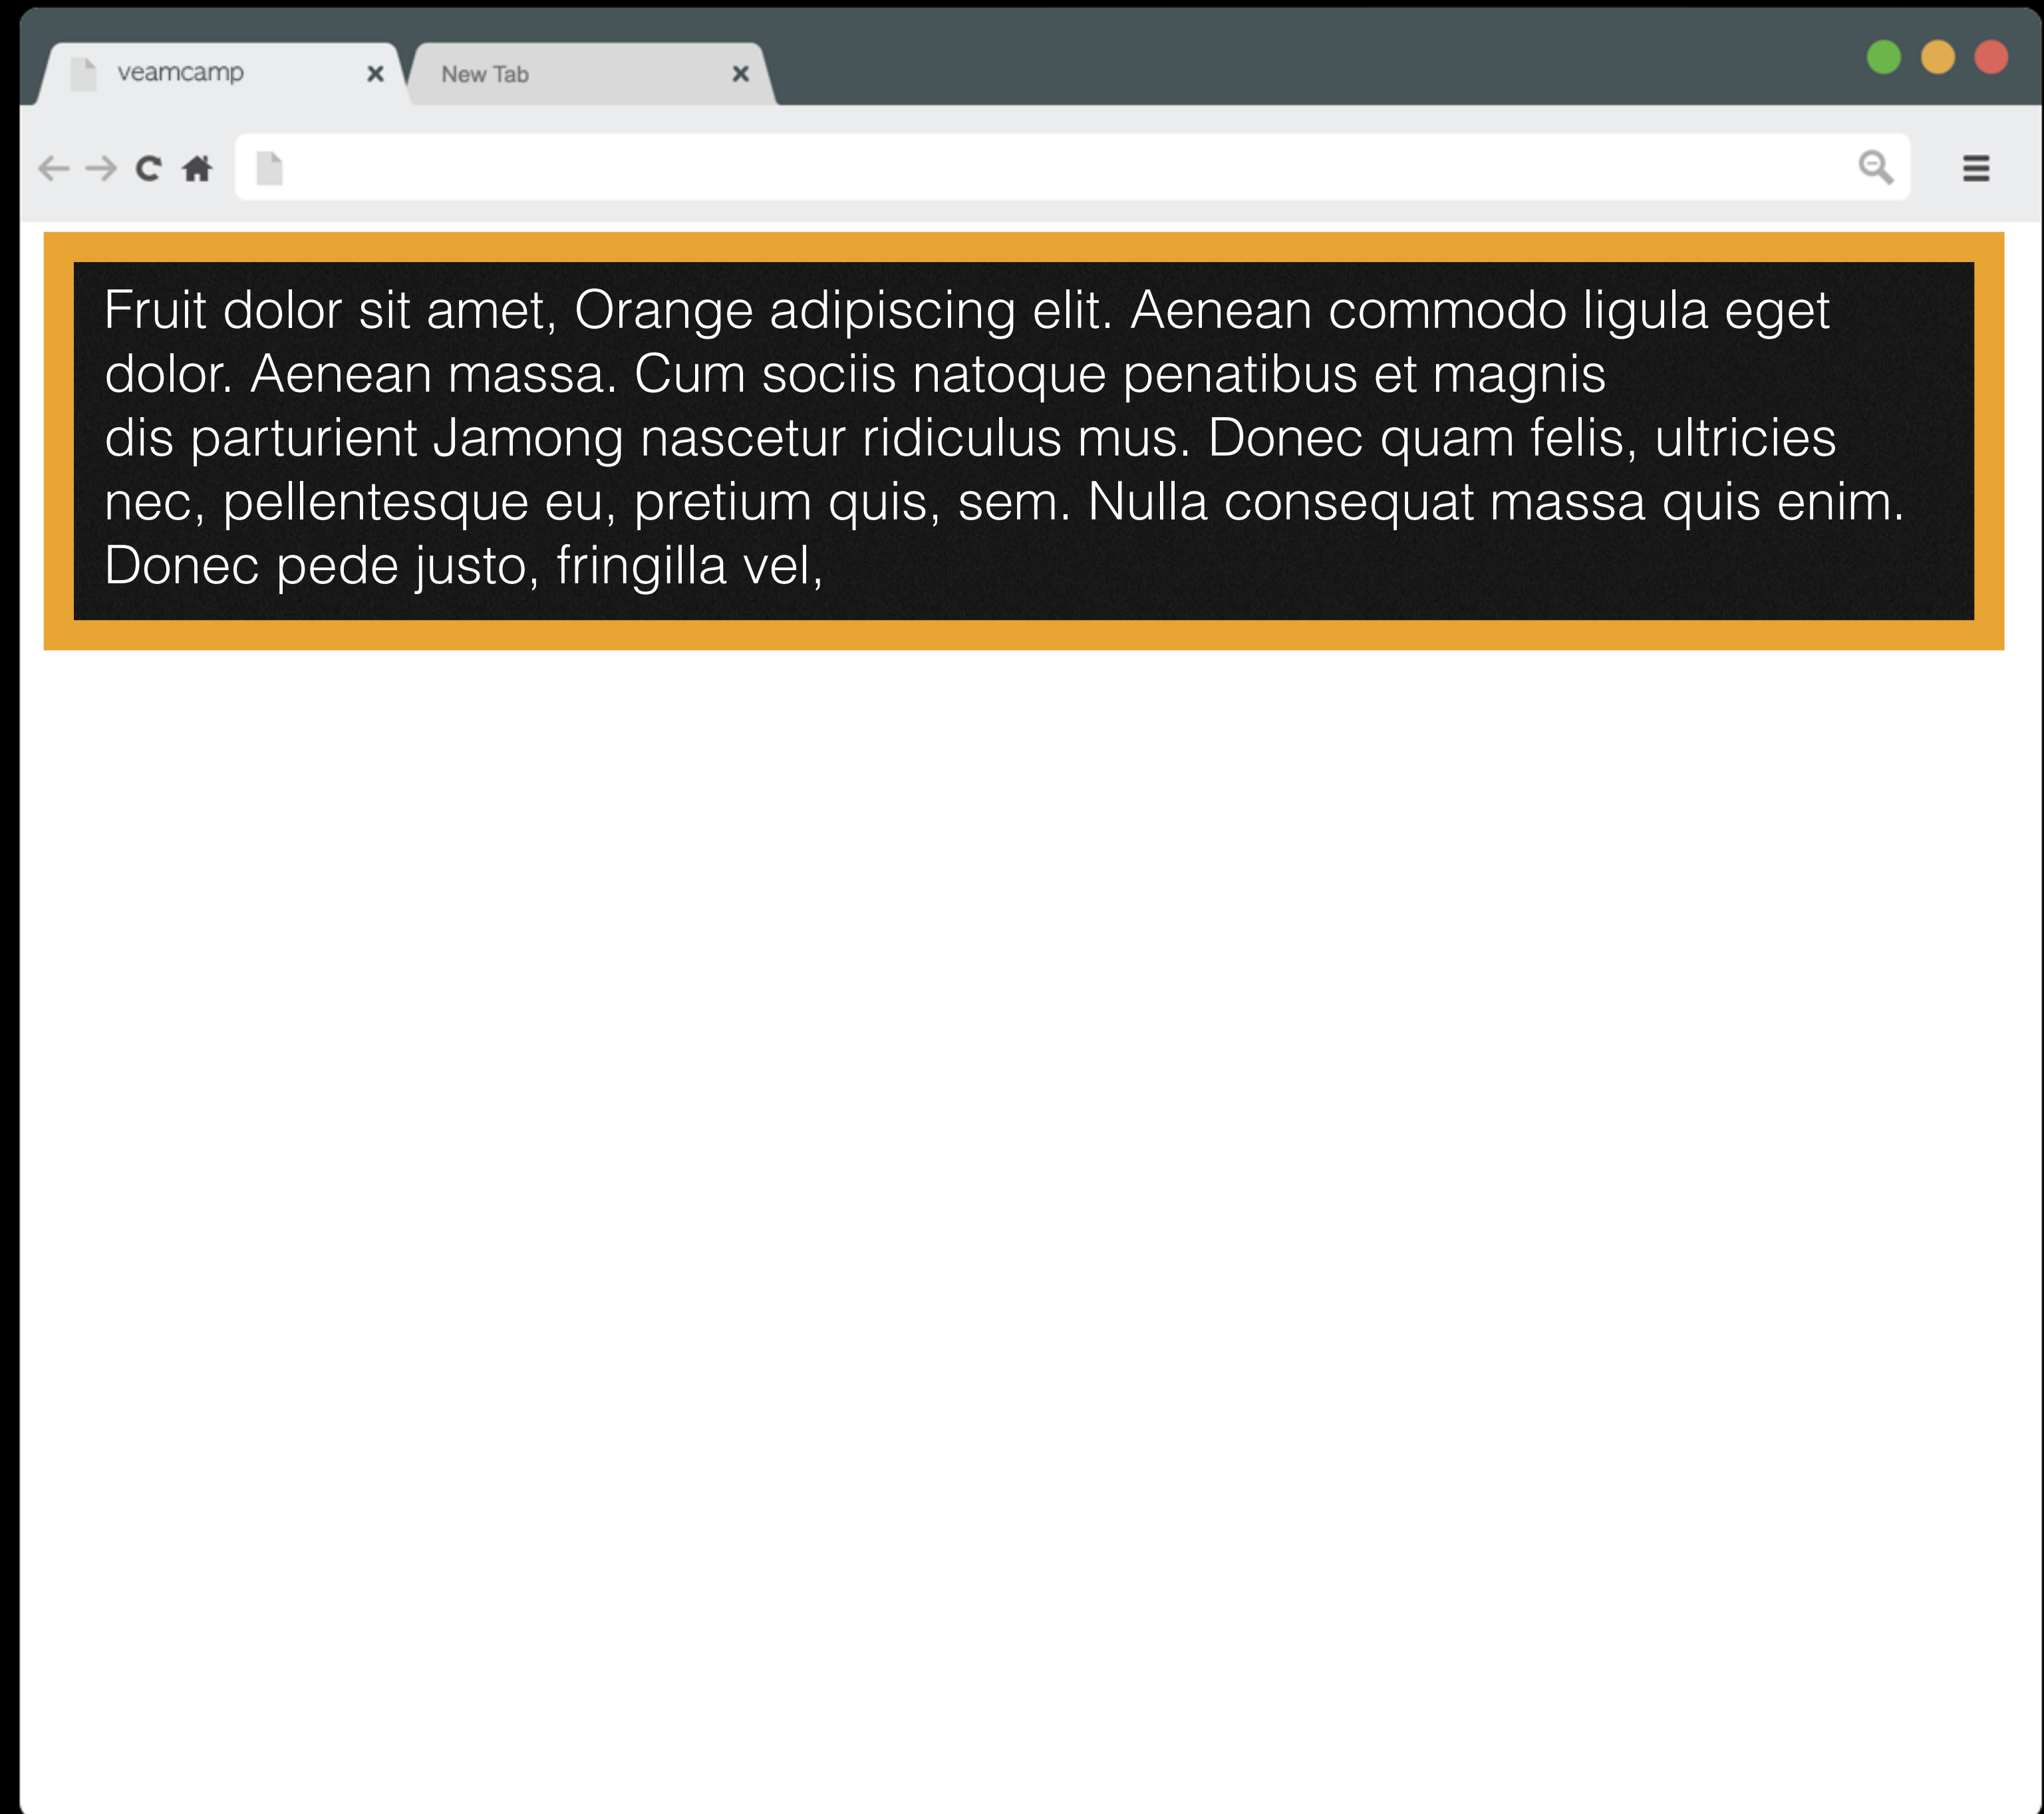 veamcamp
New Tab
Fruit dolor sit amet, Orange adipiscing elit. Aenean commodo ligula eget
dolor. Aenean massa. Cum sociis natoque penatibus et magnis
dis parturient Jamong nascetur ridiculus mus. Donec quam felis, ultricies
nec, pellentesque eu, pretium quis, sem. Nulla consequat massa quis enim.
Donec pede justo, fringilla vel,